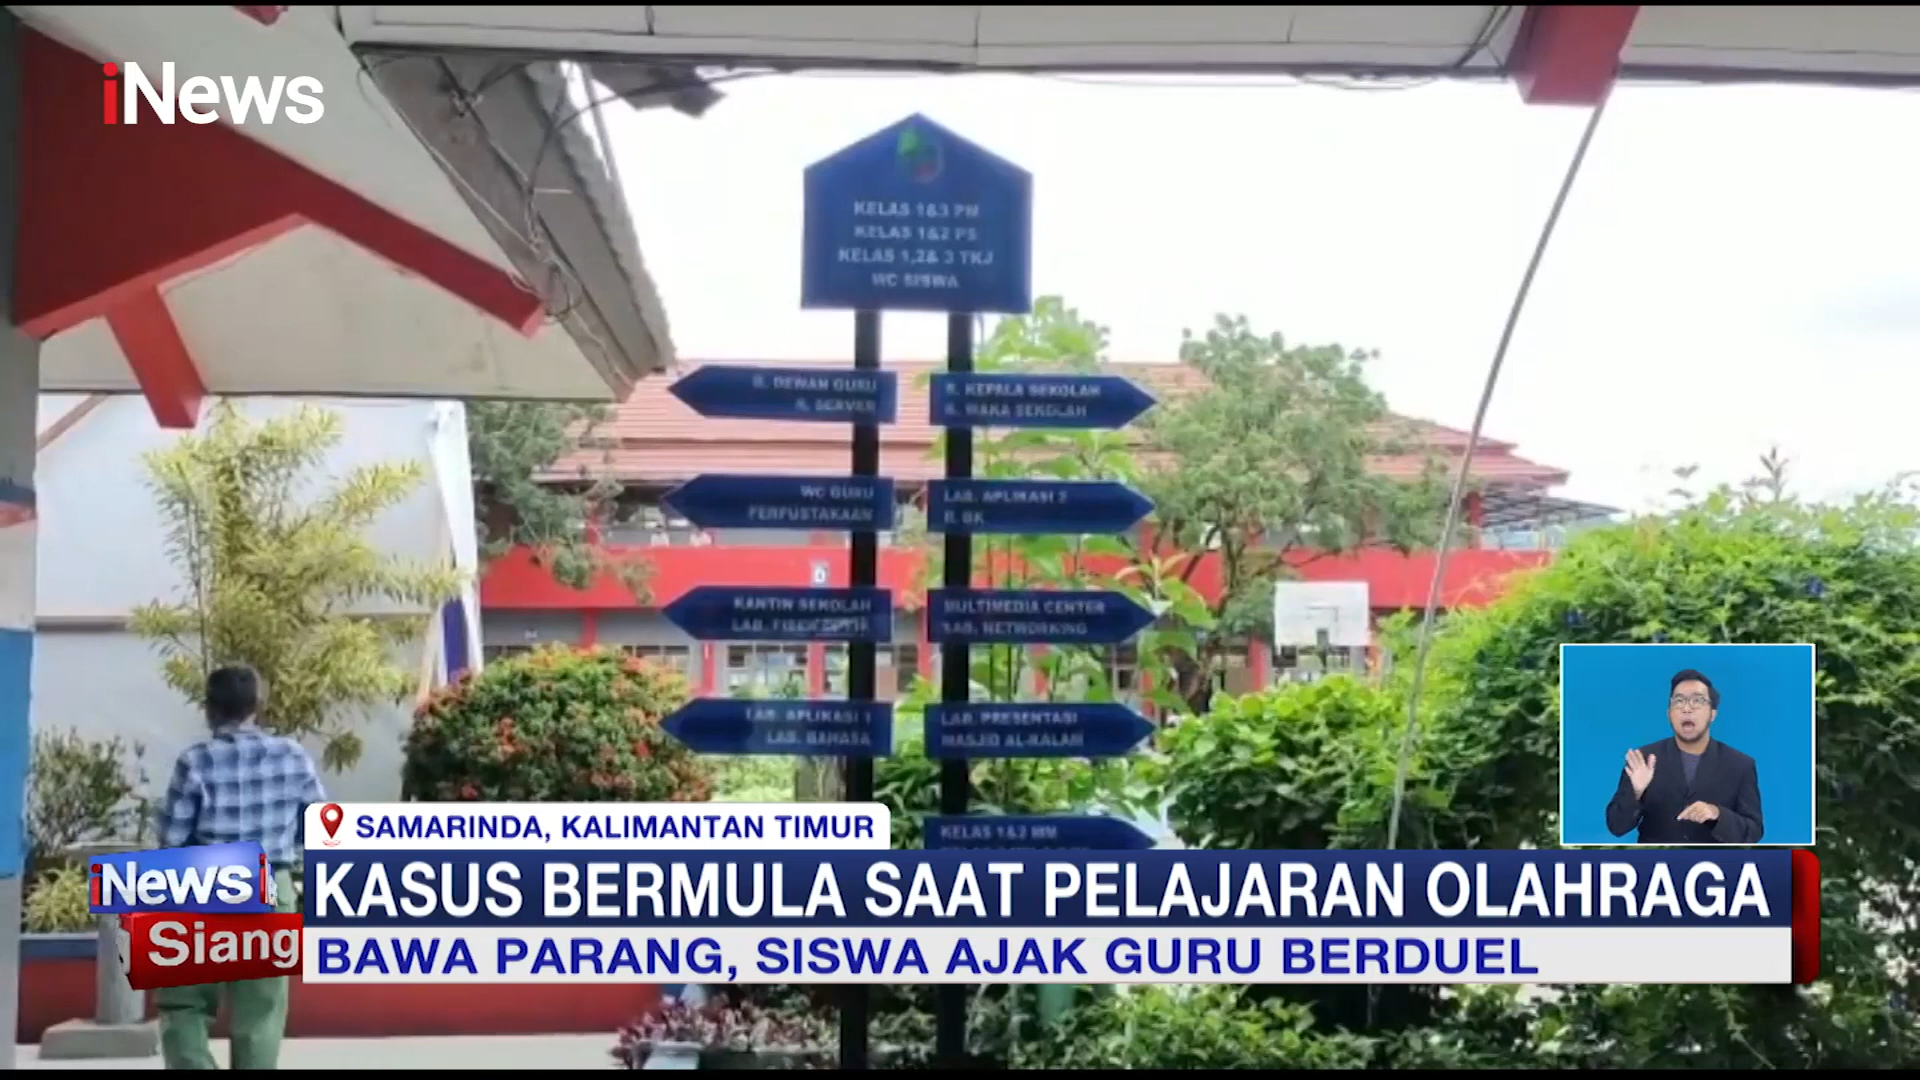 iNews
KELAS 1&3 PM
KELAS 1&2 PS
KELAS 1,2& 3 TKJ
WC SISWA
R. DEWAN GURU
R. SERVER
R. KEPALA SEKOLAH
R. WAKA SEKOLAH
WC GURU
PERPUSTAKAAN
LAB. APLIKASI 2
R. BK
KANTIN SEKOLAH
LAB.
MULTIMEDIA CENTER
LAB. NETWORKING
LAB. APLIKASI 1
LAB. BAHASA
LAB. PRESENTASI
MASJID AL-KALAM
KELAS 1&2 MM
D
SAMARINDA, KALIMANTAN TIMUR
iNews
Siang
KASUS BERMULA SAAT PELAJARAN OLAHRAGA
BAWA PARANG, SISWA AJAK GURU BERDUEL